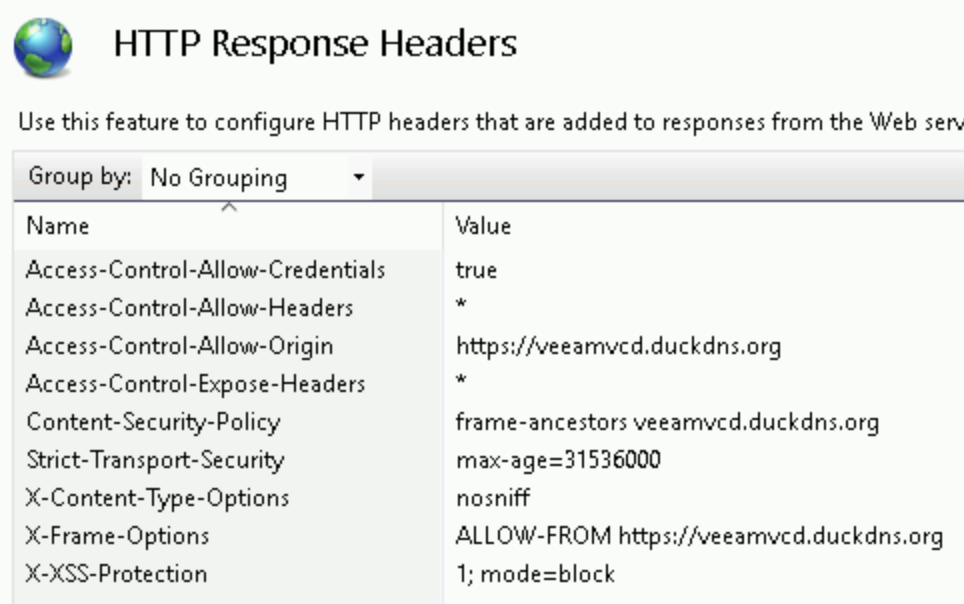 HTTP Response Headers
Use this feature to configure HTTP headers that are added to responses from the Web serv
Group by: No Grouping
Name Value
Access-Control-Allow-Credentials true
Access-Control-Allow-Headers *
Access-Control-Allow-Origin https://veeamvcd.duckdns.org
Access-Control-Expose-Headers *
Content-Security-Policy frame-ancestors veeamvcd.duckdns.org
Strict-Transport-Security max-age=31536000
X-Content-Type-Options nosniff
X-Frame-Options ALLOW-FROM https://veeamvcd.duckdns.org
X-XSS-Protection 1; mode=block